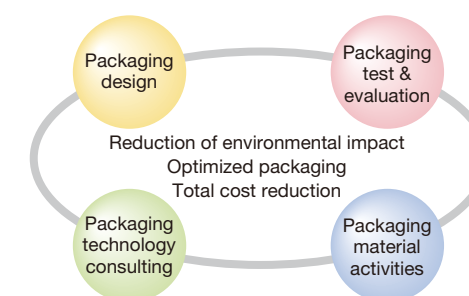 Packaging
design
Packaging
test &
evaluation
Reduction of environmental impact
Optimized packaging
Total cost reduction
Packaging
technology
consulting
Packaging
material
activities